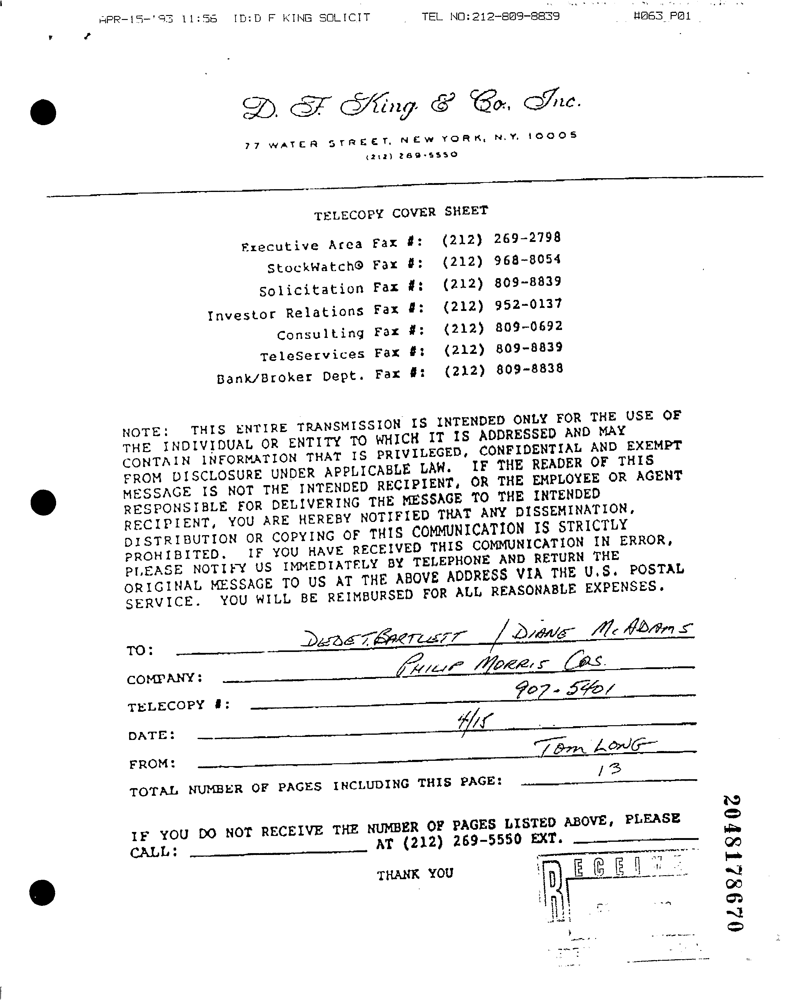 APR-15-'93 11:56 ID:D F KING SOLICIT TEL NO:212-809-8839 #063 P01
D. F. King & Co., Inc.
77 WATER STREET, NEW YORK, N.Y. 10005
(212) 269-5550
TELECOPY COVER SHEET
Executive Area Fax #: (212) 269-2798
StockWatch® Fax #: (212) 968-8054
Solicitation Fax #: (212) 809-8839
Investor Relations Fax #: (212) 952-0137
Consulting Fax #: (212) 809-0692
TeleServices Fax #: (212) 809-8839
Bank/Broker Dept. Fax #: (212) 809-8838
NOTE: THIS ENTIRE TRANSMISSION IS INTENDED ONLY FOR THE USE OF
THE INDIVIDUAL OR ENTITY TO WHICH IT IS ADDRESSED AND MAY
CONTAIN INFORMATION THAT IS PRIVILEGED, CONFIDENTIAL AND EXEMPT
FROM DISCLOSURE UNDER APPLICABLE LAW. IF THE READER OF THIS
MESSAGE IS NOT THE INTENDED RECIPIENT, OR THE EMPLOYEE OR AGENT
RESPONSIBLE FOR DELIVERING THE MESSAGE TO THE INTENDED
RECIPIENT, YOU ARE HEREBY NOTIFIED THAT ANY DISSEMINATION,
DISTRIBUTION OR COPYING OF THIS COMMUNICATION IS STRICTLY
PROHIBITED. IF YOU HAVE RECEIVED THIS COMMUNICATION IN ERROR,
PLEASE NOTIFY US IMMEDIATELY BY TELEPHONE AND RETURN THE
ORIGINAL MESSAGE TO US AT THE ABOVE ADDRESS VIA THE U.S. POSTAL
SERVICE. YOU WILL BE REIMBURSED FOR ALL REASONABLE EXPENSES.
TO: BARTLETT / DIANE McADAMS
COMPANY: PHILIP MORRIS COS.
TELECOPY #: 907-5401
DATE: 4/15
FROM: TOM LONG
TOTAL NUMBER OF PAGES INCLUDING THIS PAGE: 13
IF YOU DO NOT RECEIVE THE NUMBER OF PAGES LISTED ABOVE, PLEASE
CALL: AT (212) 269-5550 EXT.
THANK YOU
2048178670